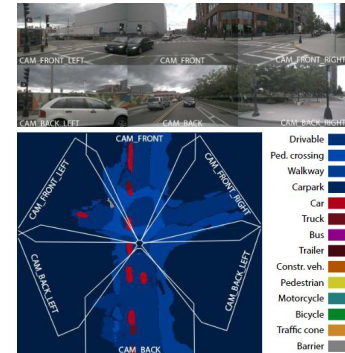 CAM_FRONT_LEFT
CAM_FRONT
CAM_FRONT_RIGHT
CAM_BACK_LEFT
CAM_BACK
CAM_BACK_RIGHT
CAM_FRONT
CAM_FRONT_LEFT
CAM_FRONT_RIGHT
CAM_BACK_LEFT
CAM_BACK_LEFT
CAM_BACK
Drivable
Ped. crossing
Walkway
Carpark
Car
Truck
Bus
Trailer
Constr. veh.
Pedestrian
Motorcycle
Bicycle
Traffic cone
Barrier